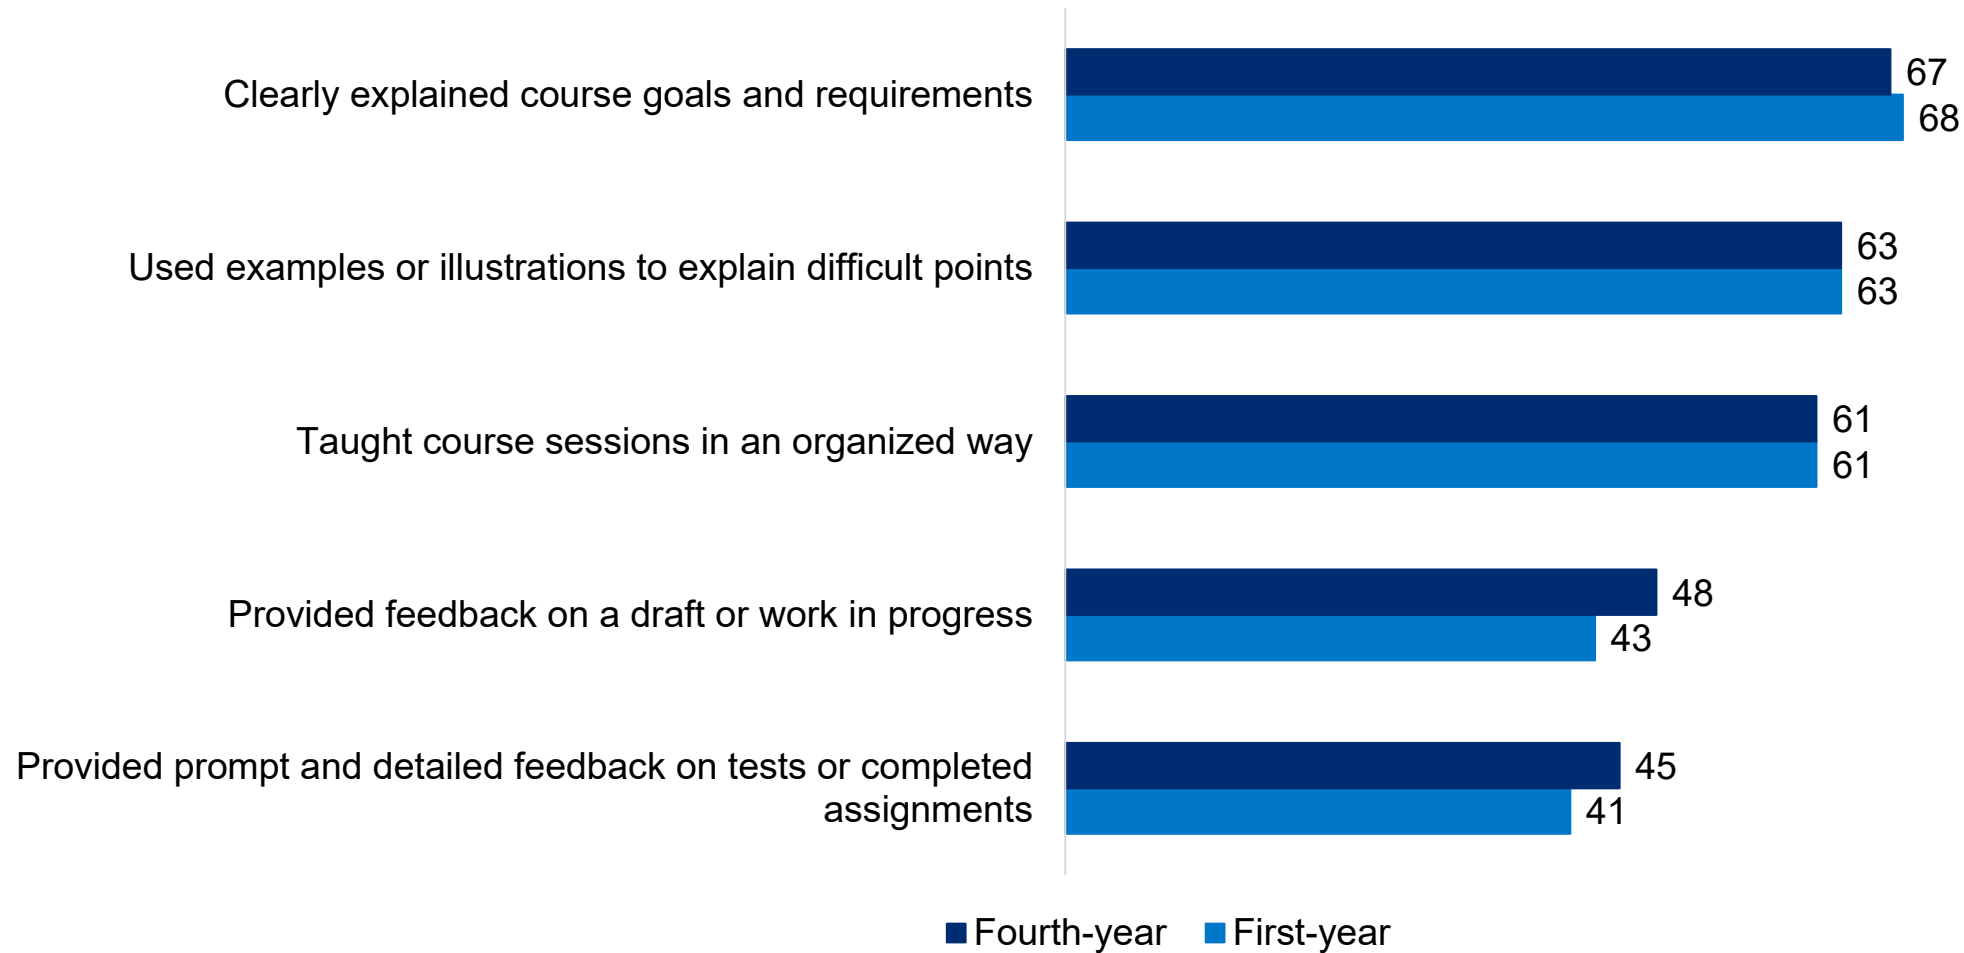 Clearly explained course goals and requirements
67
68
Used examples or illustrations to explain difficult points
63
63
Taught course sessions in an organized way
61
61
Provided feedback on a draft or work in progress
48
43
Provided prompt and detailed feedback on tests or completed
assignments
45
41
Fourth-year First-year